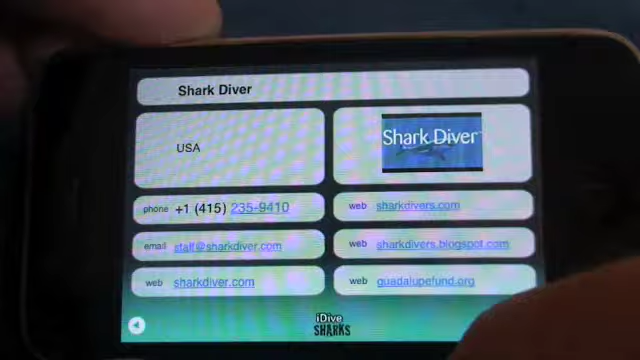 Shark Diver
USA
Shark Diver
phone +1 (415) 235-9410
web sharkdivers.com
email staff@sharkdiver.com
web sharkdivers.blogspot.com
web sharkdiver.com
web guadalupefund.org
iDive
SHARKS